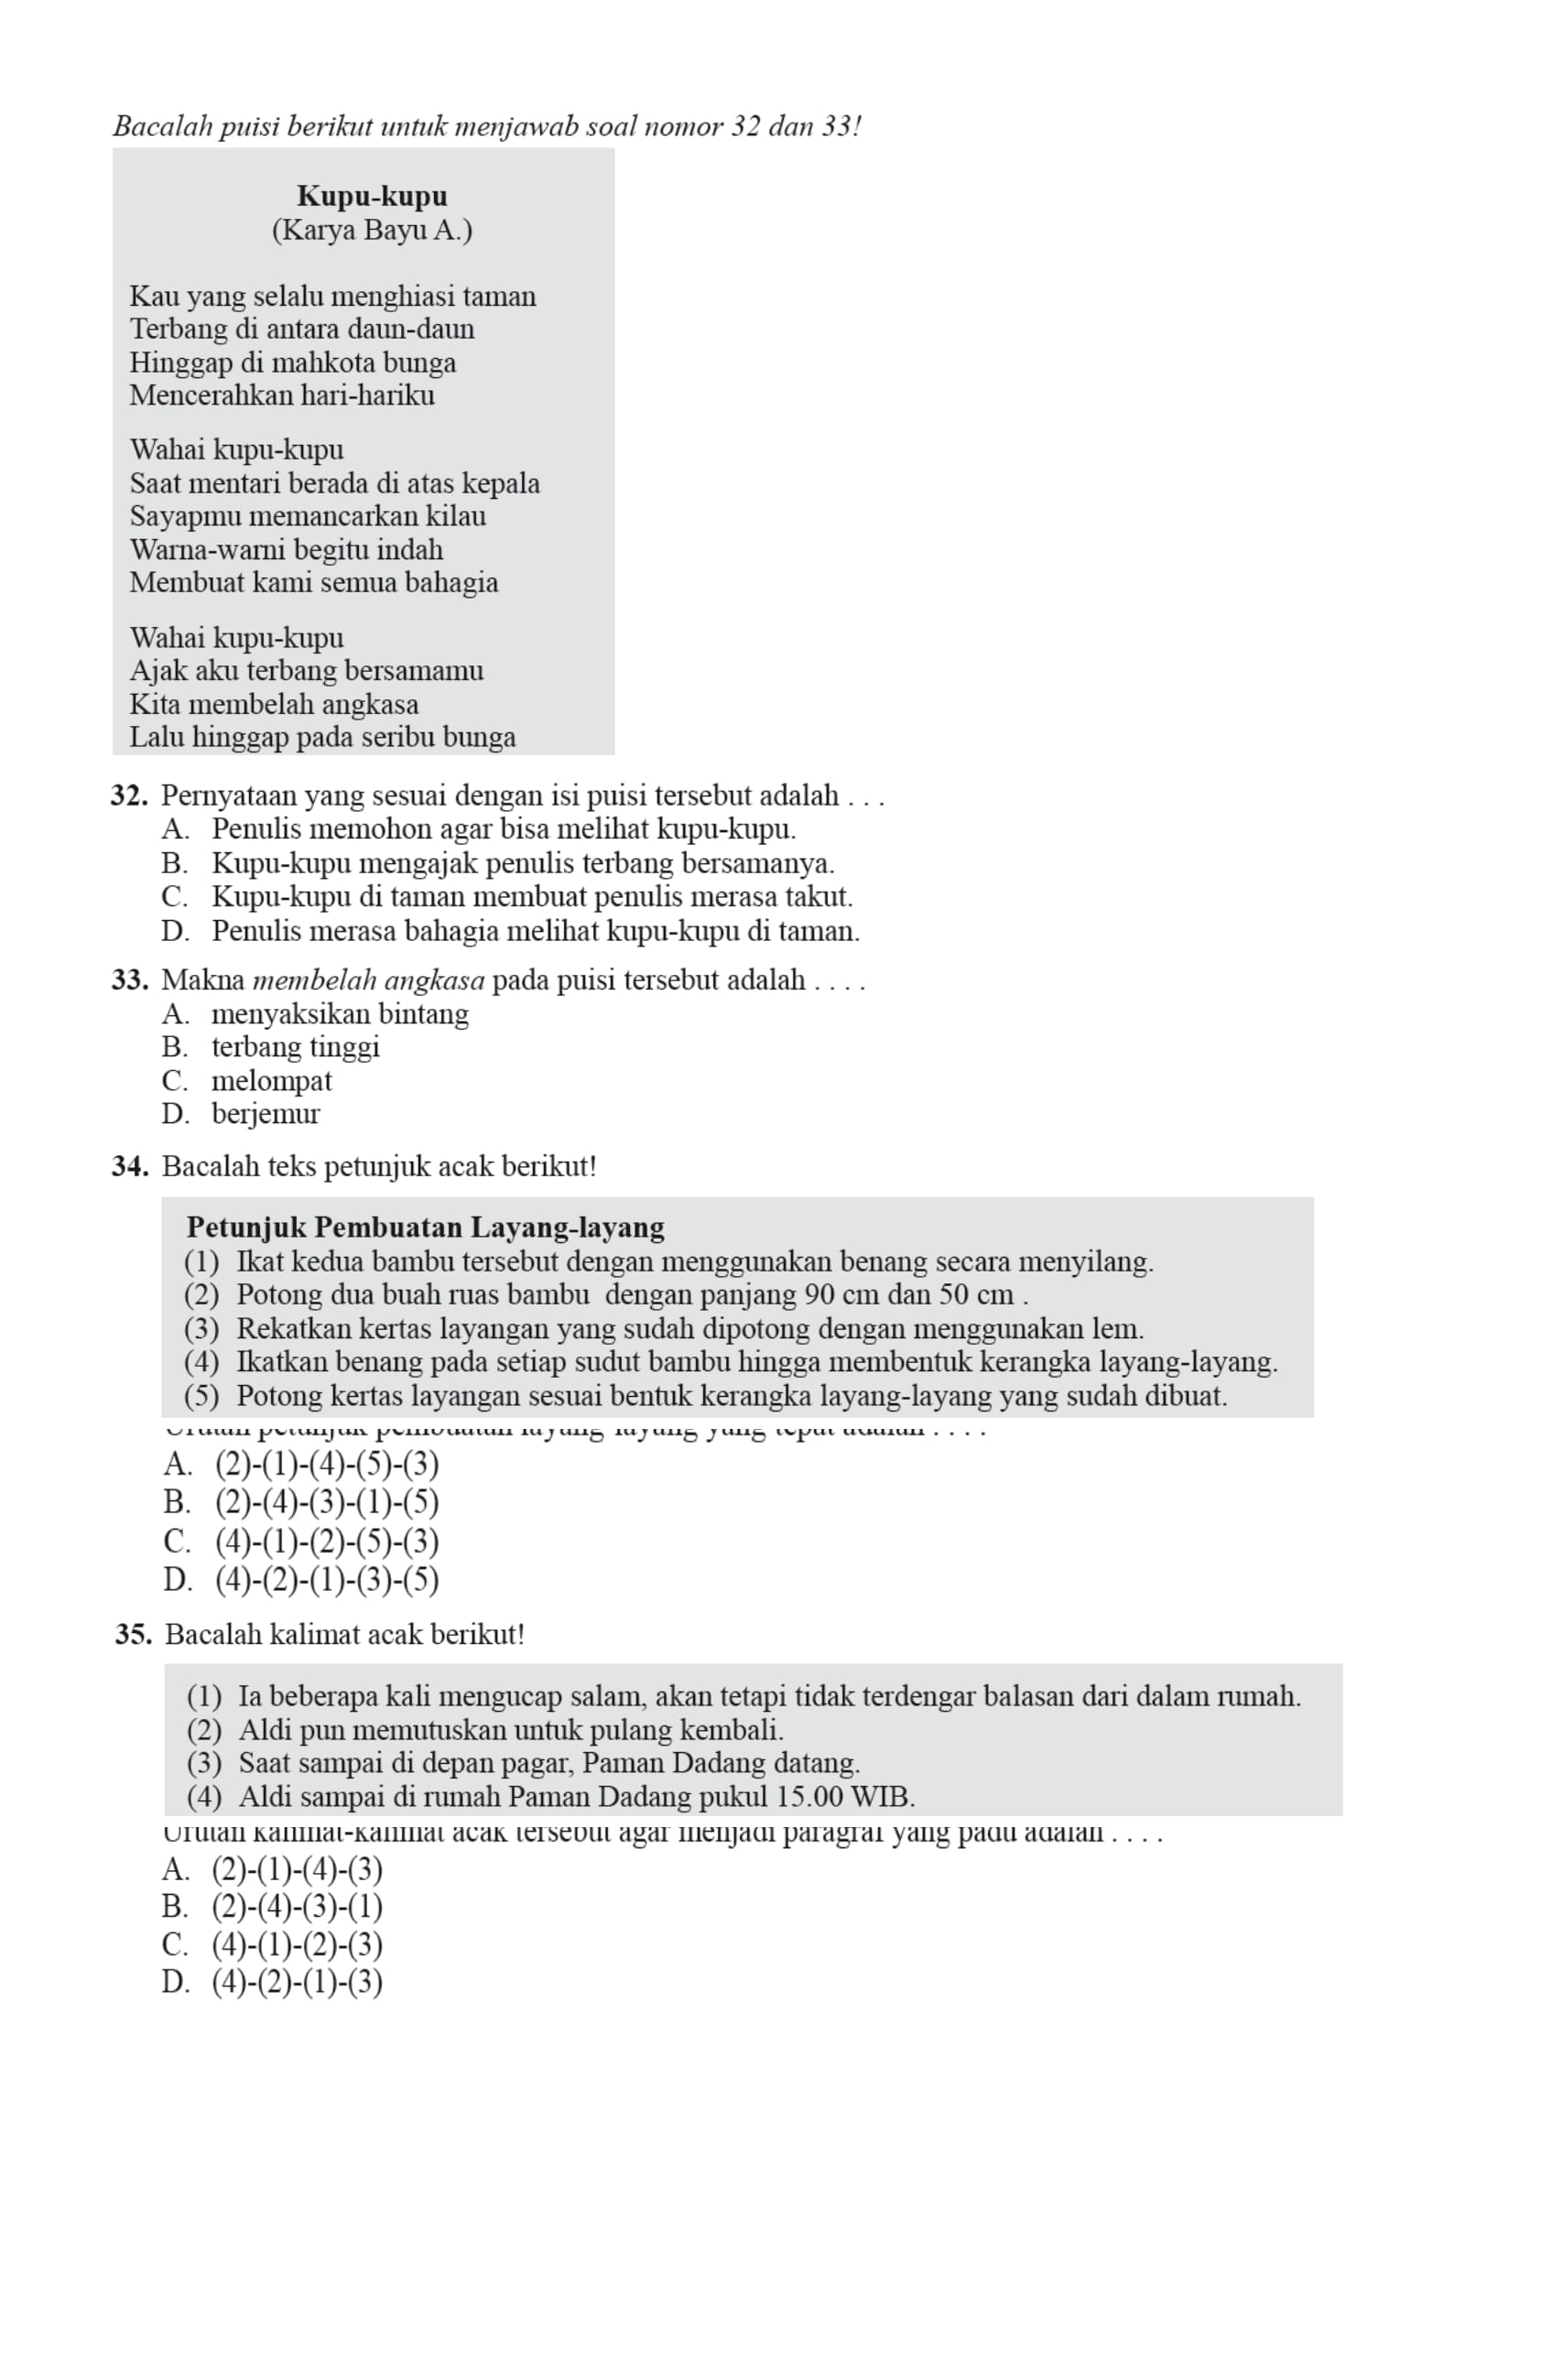 Bacalah puisi berikut untuk menjawab soal nomor 32 dan 33!
Kupu-kupu
(Karya Bayu A.)
Kau yang selalu menghiasi taman
Terbang di antara daun-daun
Hinggap di mahkota bunga
Mencerahkan hari-hariku
Wahai kupu-kupu
Saat mentari berada di atas kepala
Sayapmu memancarkan kilau
Warna-warni begitu indah
Membuat kami semua bahagia
Wahai kupu-kupu
Ajak aku terbang bersamamu
Kita membelah angkasa
Lalu hinggap pada seribu bunga
32. Pernyataan yang sesuai dengan isi puisi tersebut adalah . . .
A. Penulis memohon agar bisa melihat kupu-kupu.
B. Kupu-kupu mengajak penulis terbang bersamanya.
C. Kupu-kupu di taman membuat penulis merasa takut.
D. Penulis merasa bahagia melihat kupu-kupu di taman.
33. Makna membelah angkasa pada puisi tersebut adalah . . . .
A. menyaksikan bintang
B. terbang tinggi
C. melompat
D. berjemur
34. Bacalah teks petunjuk acak berikut!
Petunjuk Pembuatan Layang-layang
(1) Ikat kedua bambu tersebut dengan menggunakan benang secara menyilang.
(2) Potong dua buah ruas bambu dengan panjang 90 cm dan 50 cm .
(3) Rekatkan kertas layangan yang sudah dipotong dengan menggunakan lem.
(4) Ikatkan benang pada setiap sudut bambu hingga membentuk kerangka layang-layang.
(5) Potong kertas layangan sesuai bentuk kerangka layang-layang yang sudah dibuat.
Urutan petunjuk pembuatan layang-layang yang tepat adalah . . . .
A. (2)-(1)-(4)-(5)-(3)
B. (2)-(4)-(3)-(1)-(5)
C. (4)-(1)-(2)-(5)-(3)
D. (4)-(2)-(1)-(3)-(5)
35. Bacalah kalimat acak berikut!
(1) Ia beberapa kali mengucap salam, akan tetapi tidak terdengar balasan dari dalam rumah.
(2) Aldi pun memutuskan untuk pulang kembali.
(3) Saat sampai di depan pagar, Paman Dadang datang.
(4) Aldi sampai di rumah Paman Dadang pukul 15.00 WIB.
Urutan kalimat-kalimat acak tersebut agar menjadi paragraf yang padu adalah . . . .
A. (2)-(1)-(4)-(3)
B. (2)-(4)-(3)-(1)
C. (4)-(1)-(2)-(3)
D. (4)-(2)-(1)-(3)